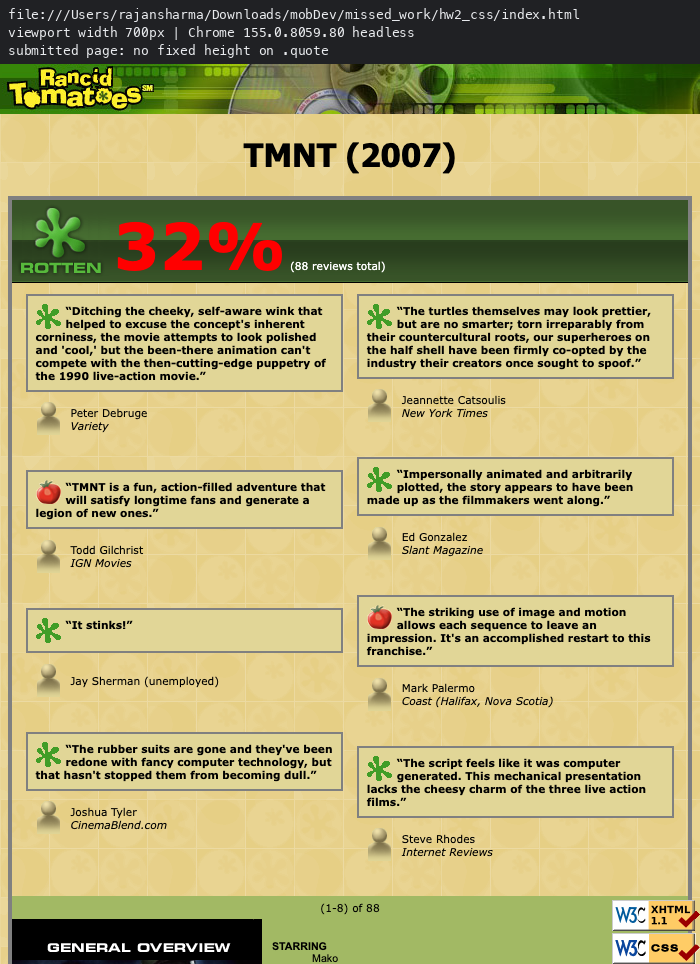 file:///Users/rajansharma/Downloads/mobDev/missed_work/hw2_css/index.html
viewport width 700px | Chrome 155.0.8059.80 headless
submitted page: no fixed height on .quote
Rancid
Tomatoes SM
TMNT (2007)
ROTTEN
32% (88 reviews total)
“Ditching the cheeky, self-aware wink that
helped to excuse the concept's inherent
corniness, the movie attempts to look polished
and 'cool,' but the been-there animation can't
compete with the then-cutting-edge puppetry of
the 1990 live-action movie.”
Peter Debruge
Variety
“TMNT is a fun, action-filled adventure that
will satisfy longtime fans and generate a
legion of new ones.”
Todd Gilchrist
IGN Movies
“It stinks!”
Jay Sherman (unemployed)
“The rubber suits are gone and they've been
redone with fancy computer technology, but
that hasn't stopped them from becoming dull.”
Joshua Tyler
CinemaBlend.com
“The turtles themselves may look prettier,
but are no smarter; torn irreparably from
their countercultural roots, our superheroes on
the half shell have been firmly co-opted by the
industry their creators once sought to spoof.”
Jeannette Catsoulis
New York Times
“Impersonally animated and arbitrarily
plotted, the story appears to have been
made up as the filmmakers went along.”
Ed Gonzalez
Slant Magazine
“The striking use of image and motion
allows each sequence to leave an
impression. It's an accomplished restart to this
franchise.”
Mark Palermo
Coast (Halifax, Nova Scotia)
“The script feels like it was computer
generated. This mechanical presentation
lacks the cheesy charm of the three live action
films.”
Steve Rhodes
Internet Reviews
(1-8) of 88
W3C XHTML 1.1
W3C css
GENERAL OVERVIEW
STARRING
Mako